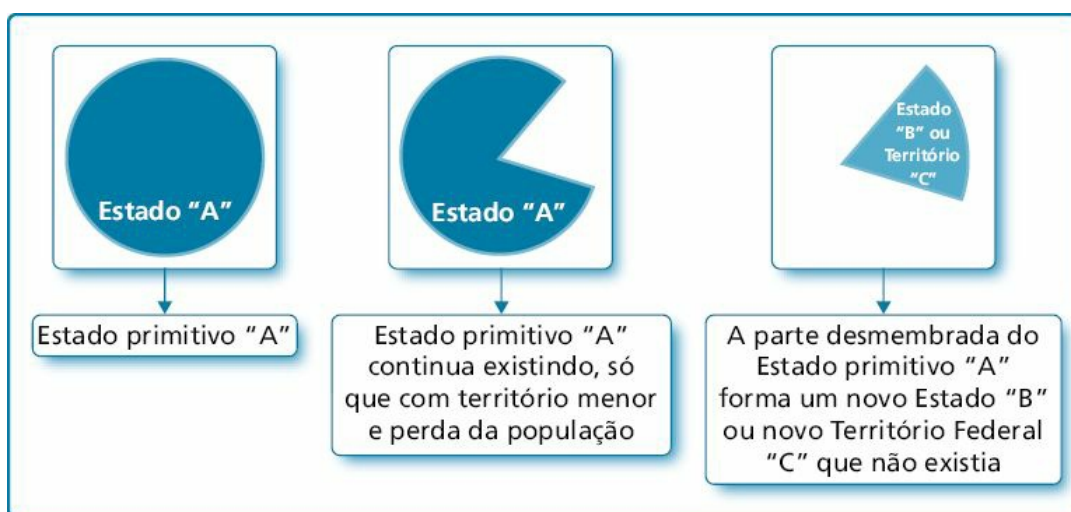 Estado “A”
Estado “A”
Estado
“B” ou
Território
“C”
Estado primitivo “A”
Estado primitivo “A”
continua existindo, só
que com território menor
e perda da população
A parte desmembrada do
Estado primitivo “A”
forma um novo Estado “B”
ou novo Território Federal
“C” que não existia